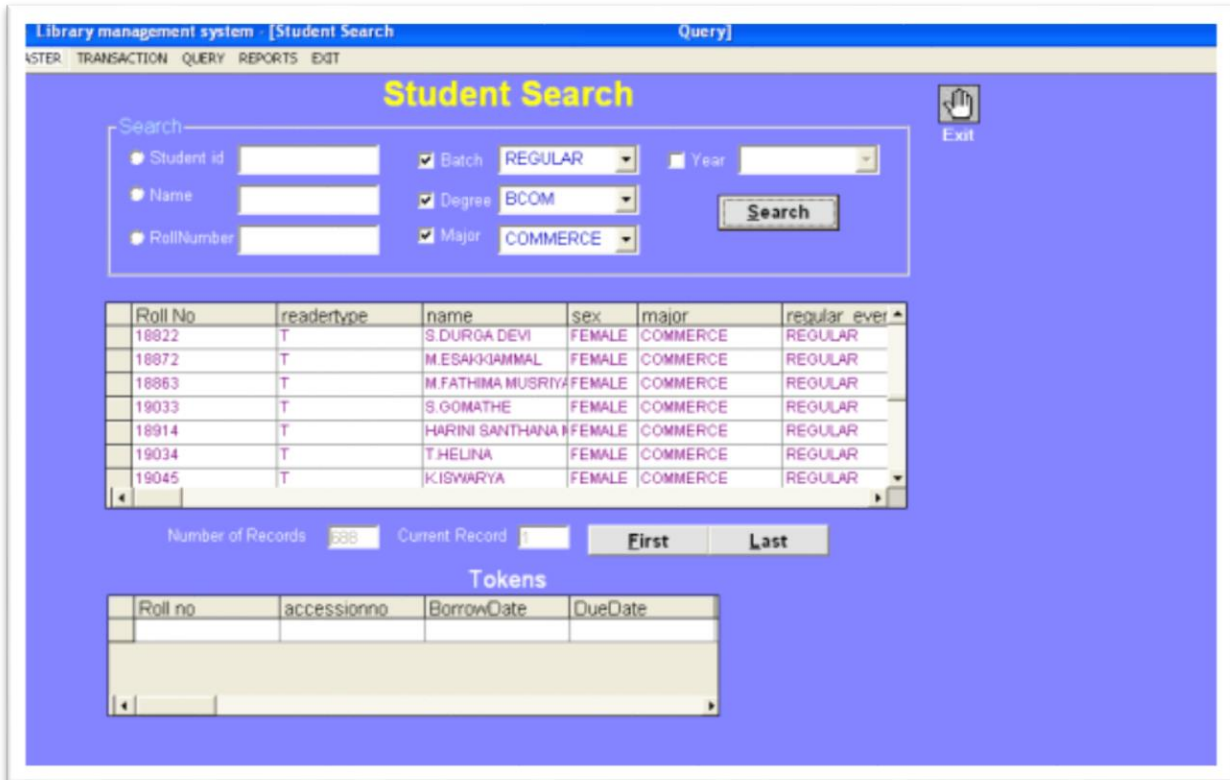 Library management system - [Student Search Query]
ASTER TRANSACTION QUERY REPORTS EXIT
Student Search
Exit
Search
Student id
Batch REGULAR
Year
Name
Degree BCOM
Search
RollNumber
Major COMMERCE
Roll No readertype name sex major regular_ever
18822 T S.DURGA DEVI FEMALE COMMERCE REGULAR
18872 T M.ESAKKIAMMAL FEMALE COMMERCE REGULAR
18863 T M.FATHIMA MUSRIYA FEMALE COMMERCE REGULAR
19033 T S.GOMATHE FEMALE COMMERCE REGULAR
18914 T HARINI SANTHANA FEMALE COMMERCE REGULAR
19034 T T.HELINA FEMALE COMMERCE REGULAR
19045 T K.ISWARYA FEMALE COMMERCE REGULAR
Number of Records 688 Current Record 1 First Last
Tokens
Roll no accessionno BorrowDate DueDate